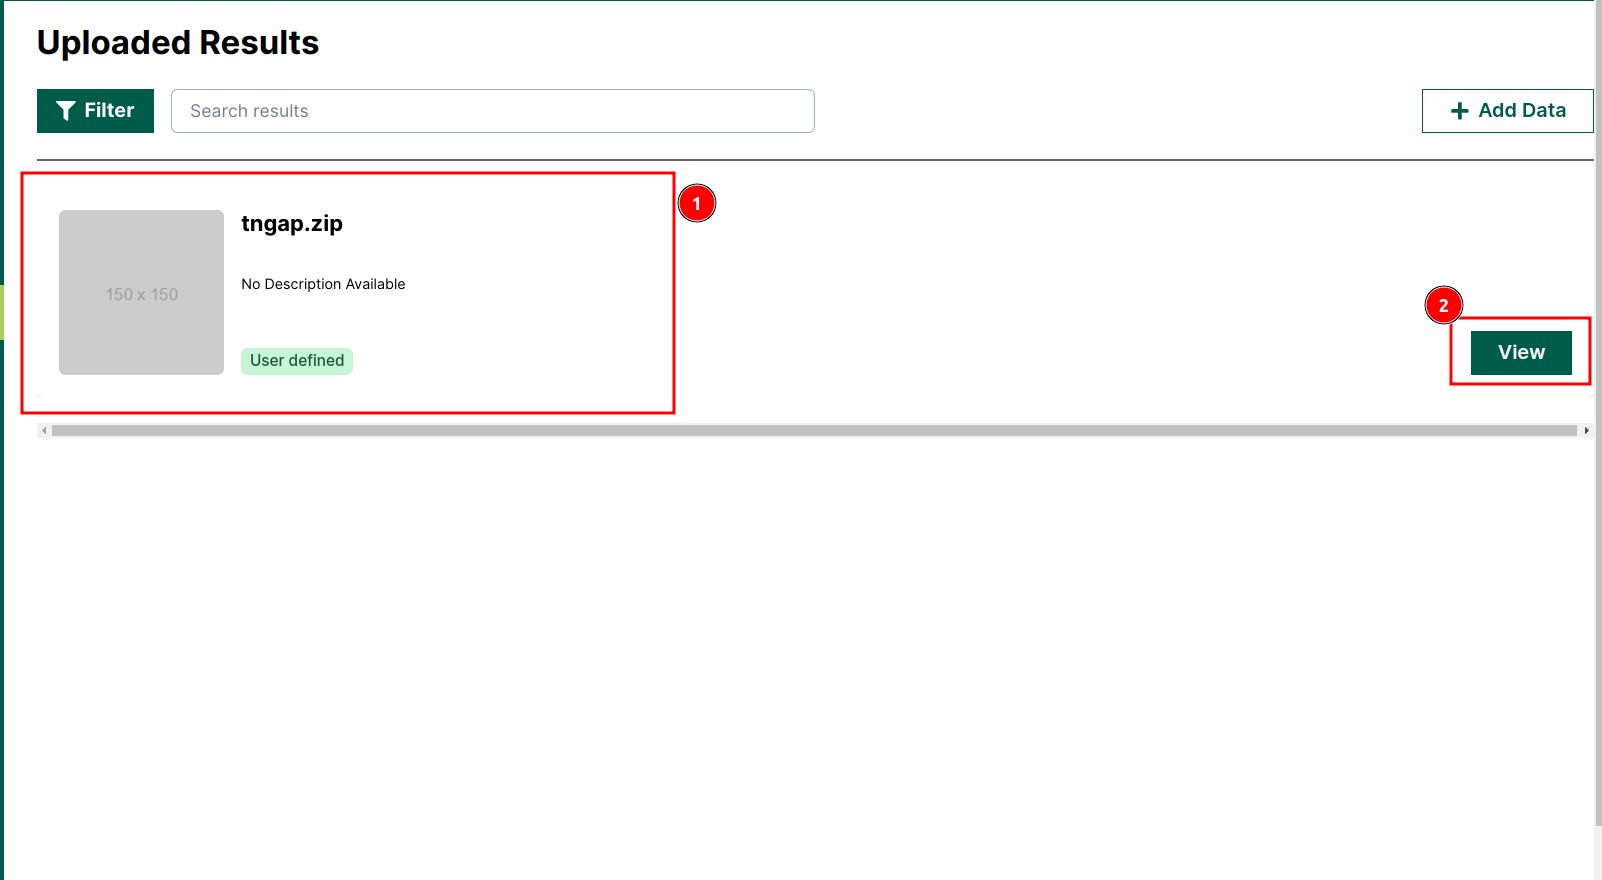 Uploaded Results
Filter
Search results
+ Add Data
1
tngap.zip
150 x 150
No Description Available
2
User defined
View